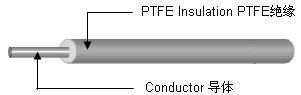 PTFE Insulation PTFE绝缘
Conductor 导体